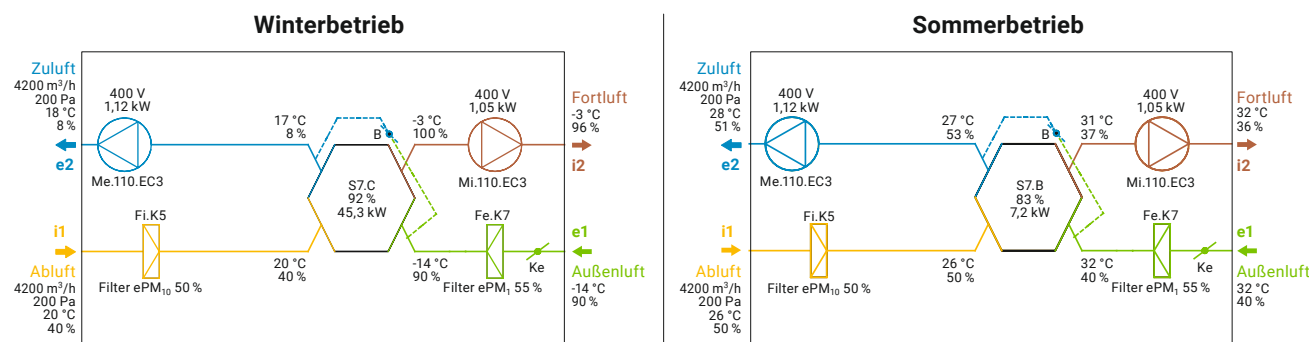 Winterbetrieb
Zuluft
4200 m³/h
200 Pa
18 °C
8 %
e2
400 V
1,12 kW
Me.110.EC3
17 °C
8 %
B
-3 °C
100 %
400 V
1,05 kW
Mi.110.EC3
Fortluft
-3 °C
96 %
i2
S7.C
92 %
45,3 kW
i1
Abluft
4200 m³/h
200 Pa
20 °C
40 %
Fi.K5
Filter ePM₁₀ 50 %
20 °C
40 %
-14 °C
90 %
Fe.K7
Filter ePM₁ 55 %
Ke
e1
Außenluft
-14 °C
90 %
Sommerbetrieb
Zuluft
4200 m³/h
200 Pa
28 °C
51 %
e2
400 V
1,12 kW
Me.110.EC3
27 °C
53 %
B
31 °C
37 %
400 V
1,05 kW
Mi.110.EC3
Fortluft
32 °C
36 %
i2
S7.B
83 %
7,2 kW
i1
Abluft
4200 m³/h
200 Pa
26 °C
50 %
Fi.K5
Filter ePM₁₀ 50 %
26 °C
50 %
32 °C
40 %
Fe.K7
Filter ePM₁ 55 %
Ke
e1
Außenluft
32 °C
40 %